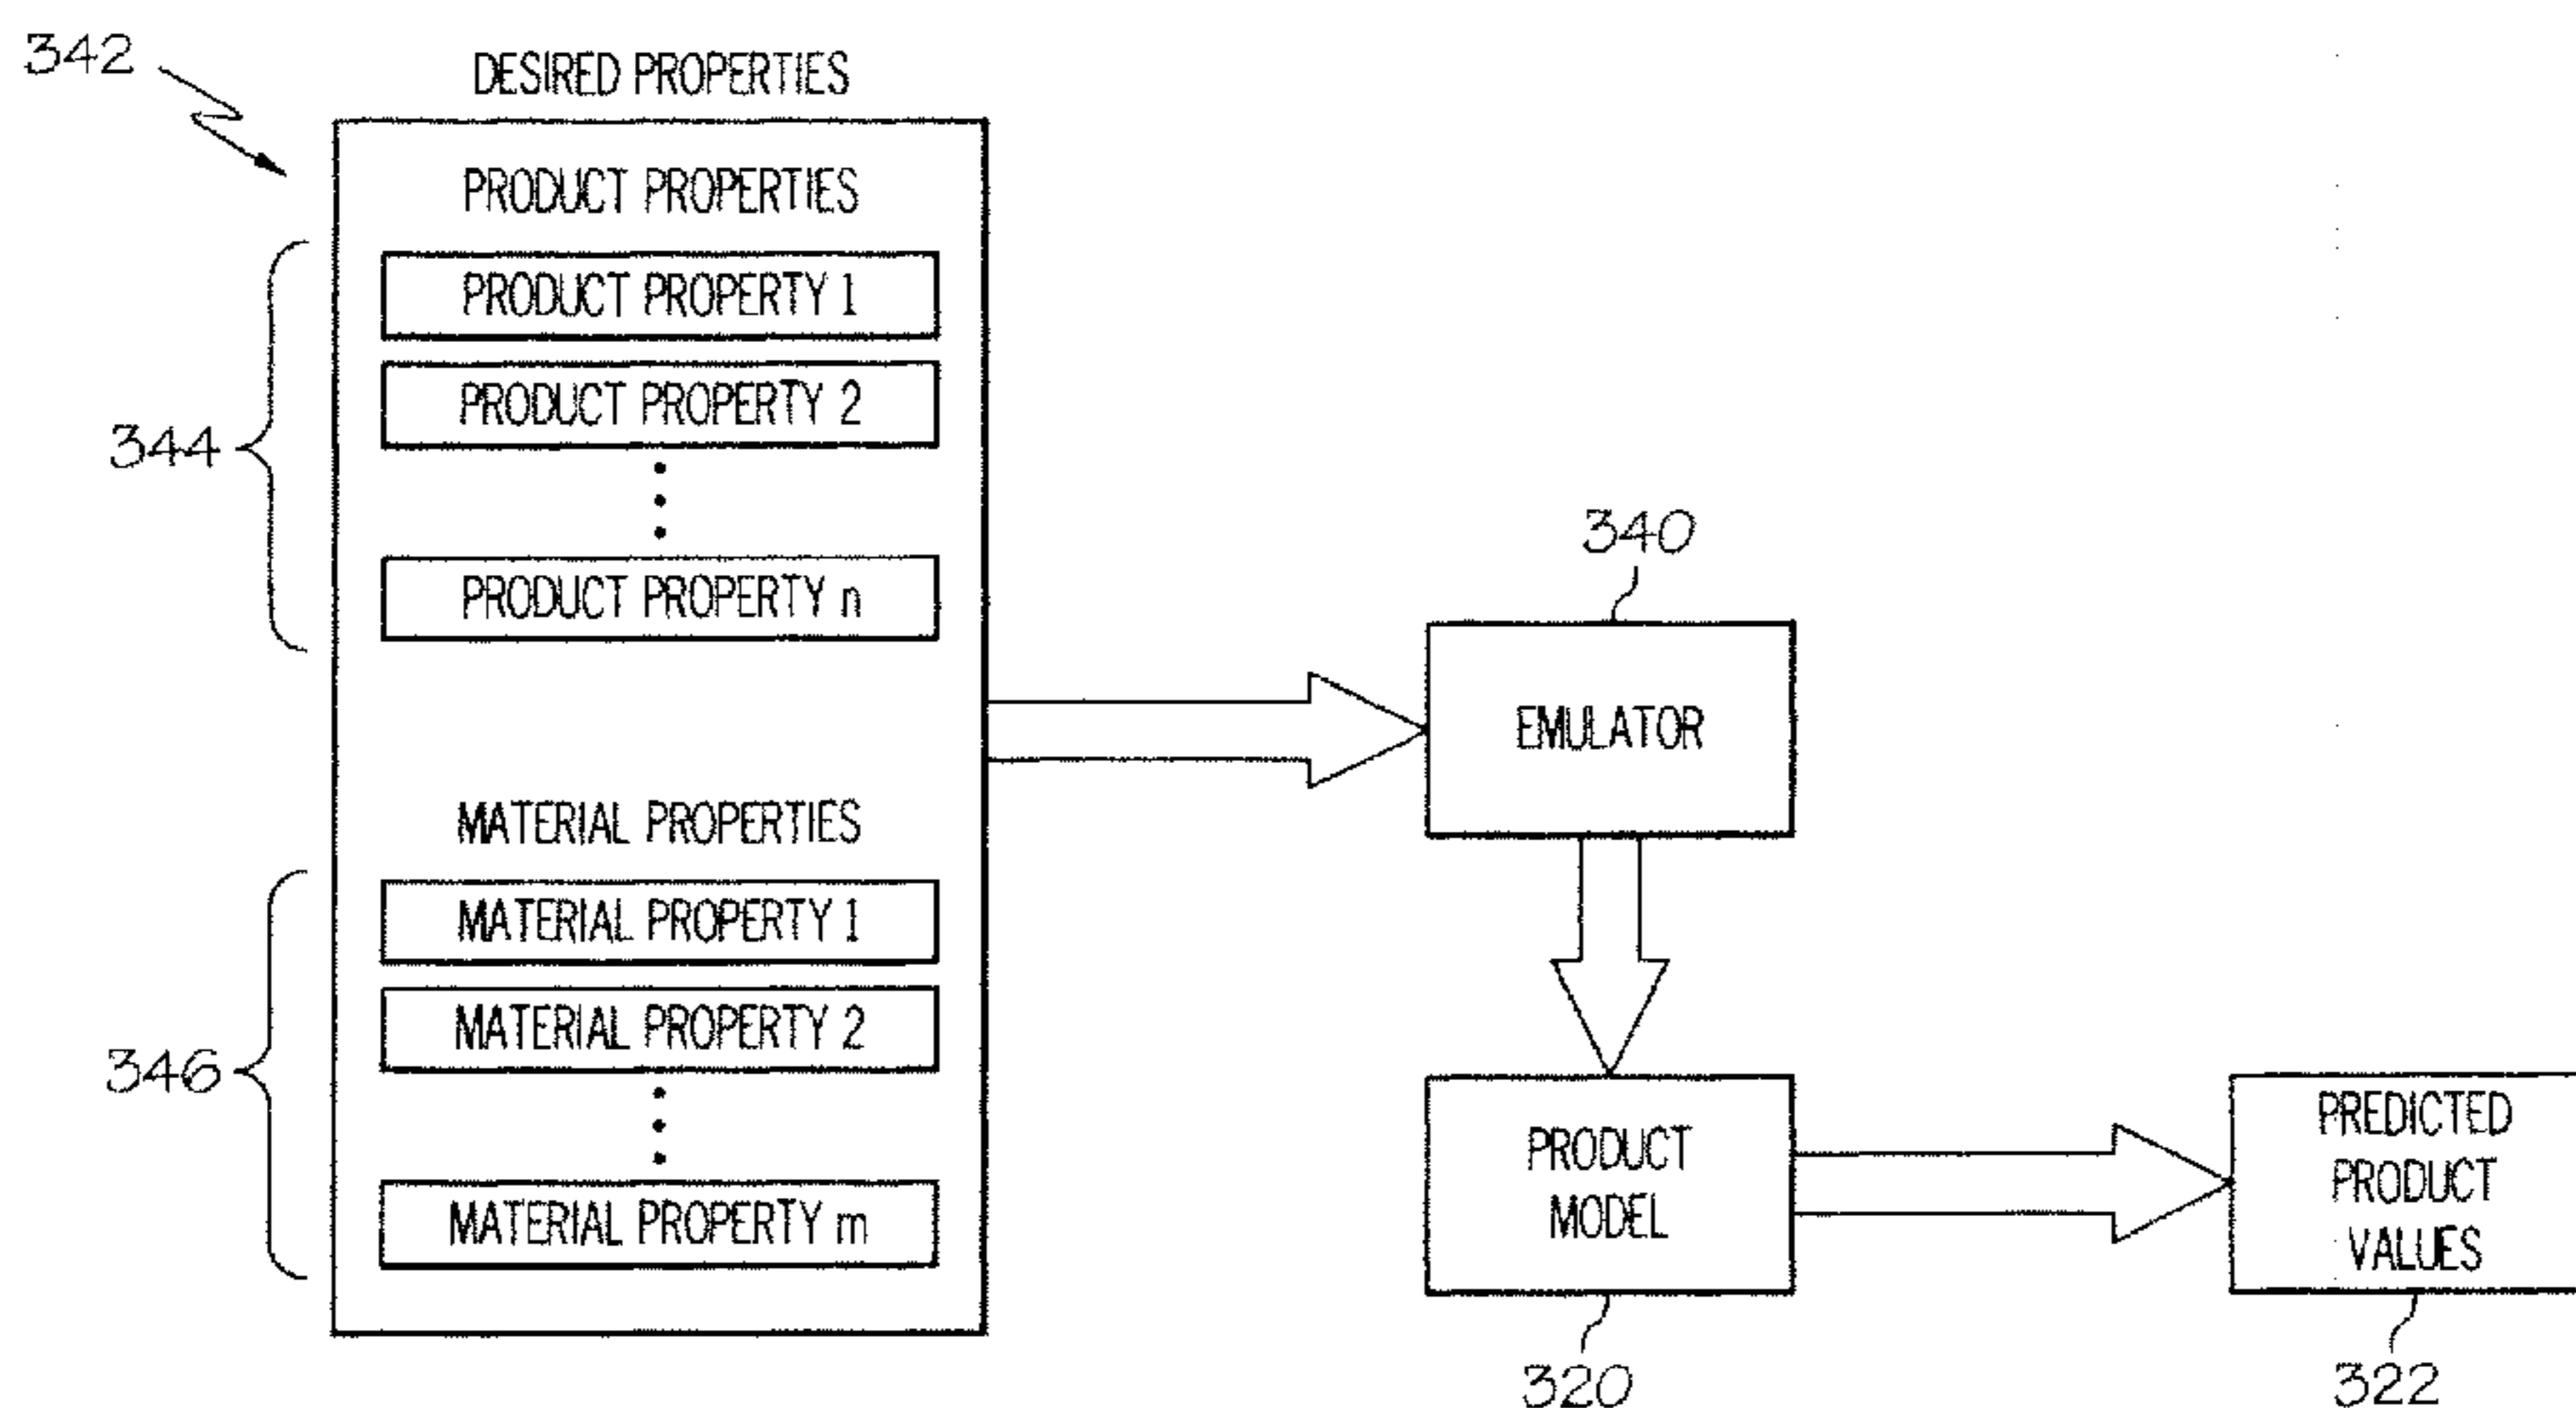 342
DESIRED PROPERTIES
PRODUCT PROPERTIES
PRODUCT PROPERTY 1
PRODUCT PROPERTY 2
344
PRODUCT PROPERTY n
MATERIAL PROPERTIES
MATERIAL PROPERTY 1
MATERIAL PROPERTY 2
346
MATERIAL PROPERTY m
340
EMULATOR
PRODUCT
MODEL
320
PREDICTED
PRODUCT
VALUES
322